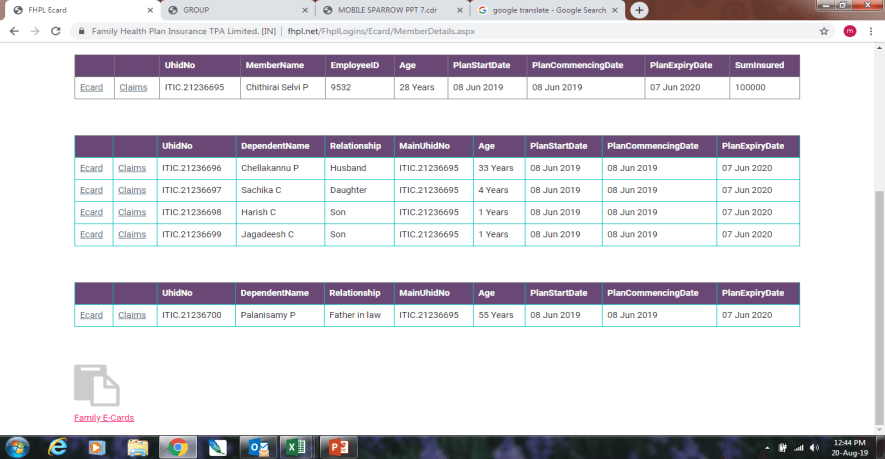 FHPL Ecard
GROUP
MOBILE SPARROW PPT 7.cdr
google translate - Google Search
Family Health Plan Insurance TPA Limited. [IN] | fhpl.net/FhplLogins/Ecard/MemberDetails.aspx
m
UhidNo MemberName EmployeeID Age PlanStartDate PlanCommencingDate PlanExpiryDate SumInsured
Ecard Claims ITIC.21236695 Chithirai Selvi P 9532 28 Years 08 Jun 2019 08 Jun 2019 07 Jun 2020 100000
UhidNo DependentName Relationship MainUhidNo Age PlanStartDate PlanCommencingDate PlanExpiryDate
Ecard Claims ITIC.21236696 Chellakannu P Husband ITIC.21236695 33 Years 08 Jun 2019 08 Jun 2019 07 Jun 2020
Ecard Claims ITIC.21236697 Sachika C Daughter ITIC.21236695 4 Years 08 Jun 2019 08 Jun 2019 07 Jun 2020
Ecard Claims ITIC.21236698 Harish C Son ITIC.21236695 1 Years 08 Jun 2019 08 Jun 2019 07 Jun 2020
Ecard Claims ITIC.21236699 Jagadeesh C Son ITIC.21236695 1 Years 08 Jun 2019 08 Jun 2019 07 Jun 2020
UhidNo DependentName Relationship MainUhidNo Age PlanStartDate PlanCommencingDate PlanExpiryDate
Ecard Claims ITIC.21236700 Palanisamy P Father in law ITIC.21236695 55 Years 08 Jun 2019 08 Jun 2019 07 Jun 2020
Family E-Cards
12:44 PM
20-Aug-19